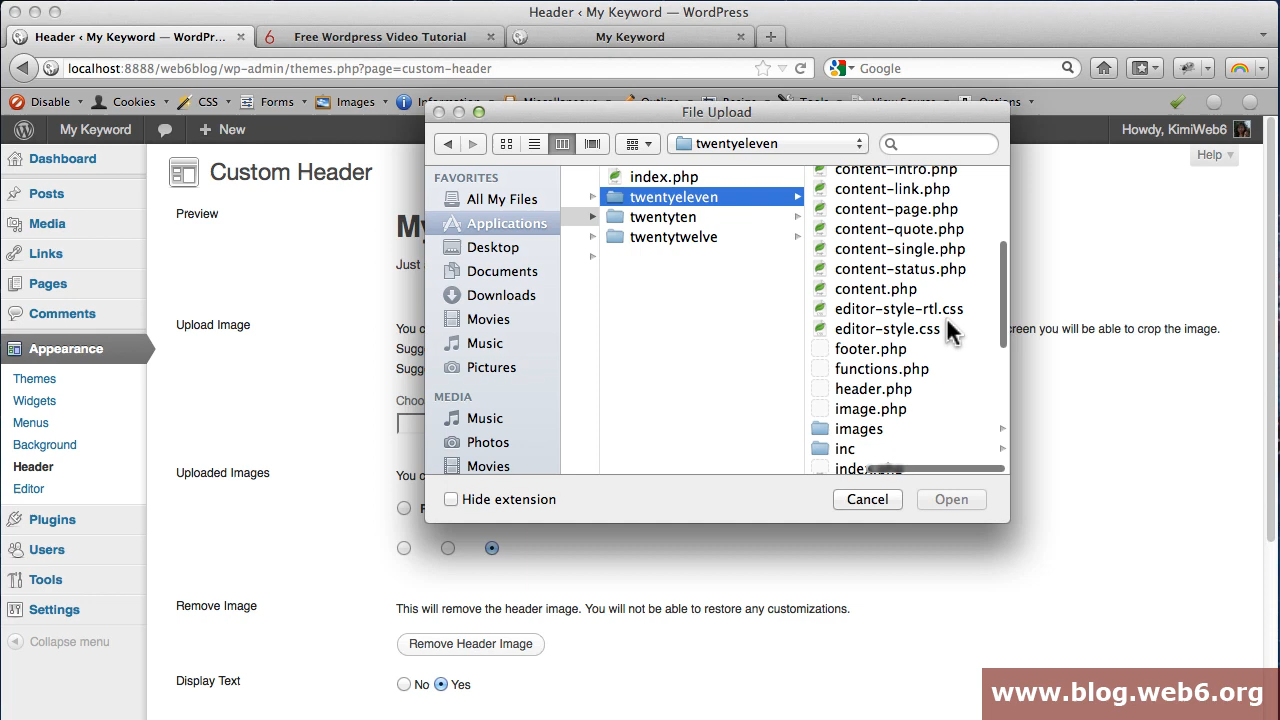 Header ‹ My Keyword — WordPress
Header ‹ My Keyword — WordPr...
Free Wordpress Video Tutorial
My Keyword
localhost:8888/web6blog/wp-admin/themes.php?page=custom-header
Google
Disable
Cookies
CSS
Forms
Images
My Keyword
New
Howdy, KimiWeb6
Help
File Upload
twentyeleven
FAVORITES
All My Files
Applications
Desktop
Documents
Downloads
Movies
Music
Pictures
MEDIA
Music
Photos
Movies
index.php
twentyeleven
twentyten
twentytwelve
content-intro.php
content-link.php
content-page.php
content-quote.php
content-single.php
content-status.php
content.php
editor-style-rtl.css
editor-style.css
footer.php
functions.php
header.php
image.php
images
inc
Hide extension
Cancel
Open
Dashboard
Posts
Media
Links
Pages
Comments
Appearance
Themes
Widgets
Menus
Background
Header
Editor
Plugins
Users
Tools
Settings
Collapse menu
Custom Header
Preview
Just
Upload Image
You c
creen you will be able to crop the image.
Sugg
Sugg
Choo
Uploaded Images
You c
Remove Image
This will remove the header image. You will not be able to restore any customizations.
Remove Header Image
Display Text
No
Yes
www.blog.web6.org